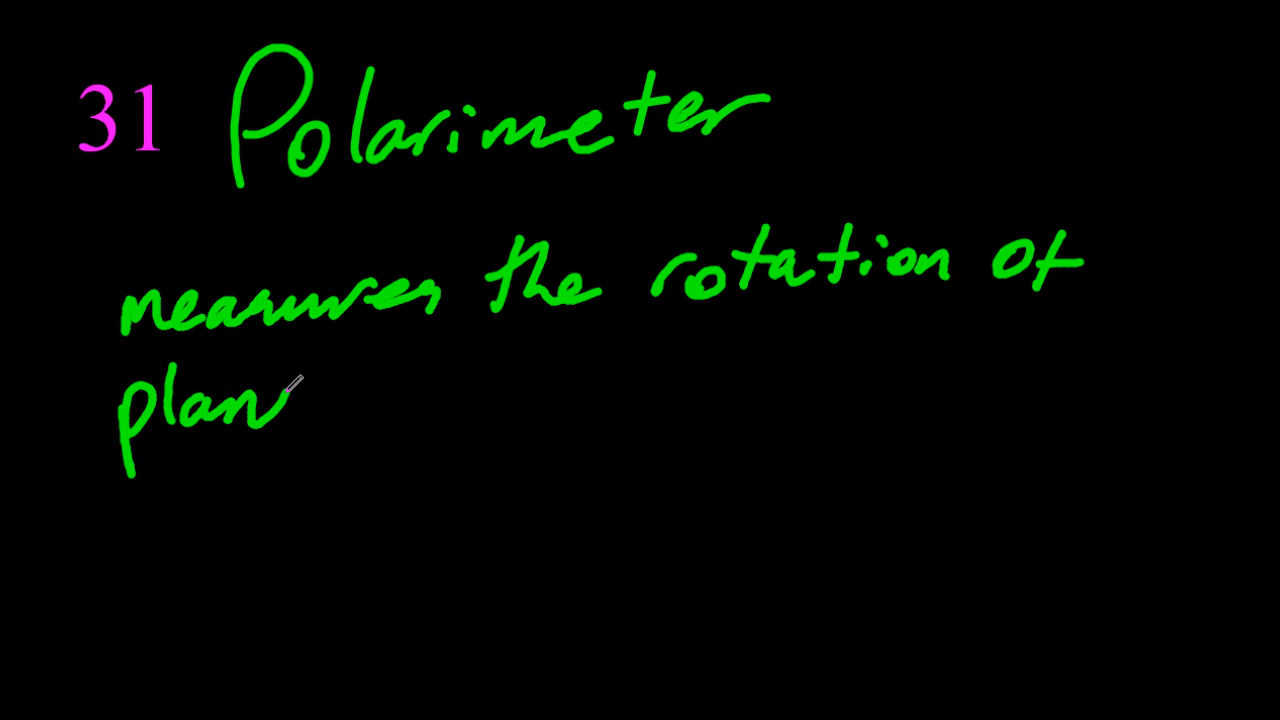 31 Polarimeter
measures the rotation of
plan